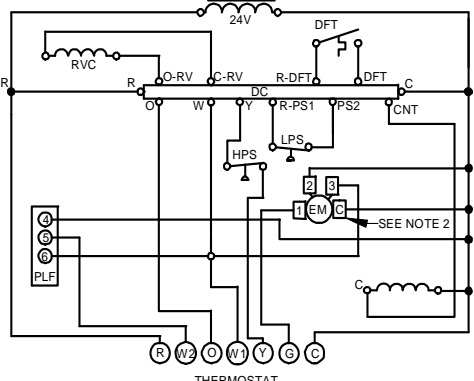 24V
DFT
RVC
O-RV
C-RV
R-DFT
DFT
R
R
DC
C
O
W
Y
R-PS1
PS2
CNT
LPS
HPS
2
3
1
EM
C
SEE NOTE 2
4
5
6
PLF
C
R
W2
O
W1
Y
G
C
THERMOSTAT